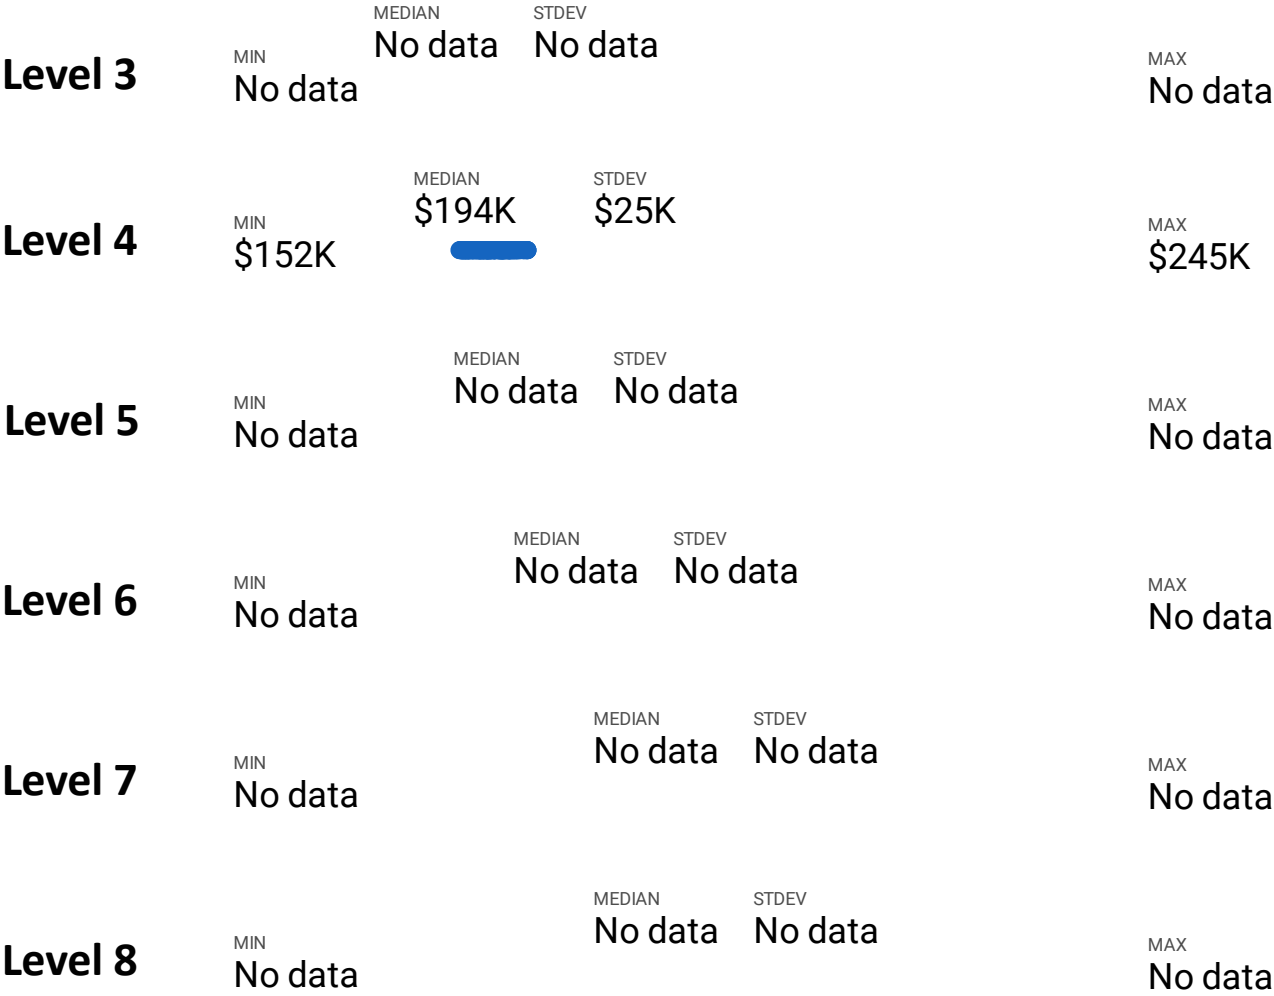 MEDIAN STDEV
No data No data
MIN MAX
Level 3 No data No data
MEDIAN STDEV
$194K $25K
MIN MAX
Level 4 $152K $245K
MEDIAN STDEV
No data No data
MIN MAX
Level 5 No data No data
MEDIAN STDEV
No data No data
MIN MAX
Level 6 No data No data
MEDIAN STDEV
No data No data
MIN MAX
Level 7 No data No data
MEDIAN STDEV
No data No data
MIN MAX
Level 8 No data No data